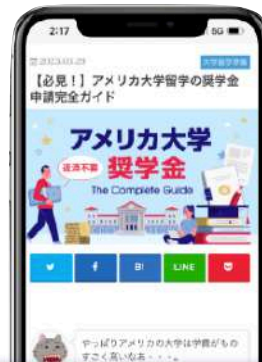 2:17 5G
2023.03.29 大学留学準備
【必見!】アメリカ大学留学の奨学金
申請完全ガイド
アメリカ大学
返済不要 奨学金
The Complete Guide
B! LINE
やっぱりアメリカの大学は学費がもの
すごく高いなあ・・・。